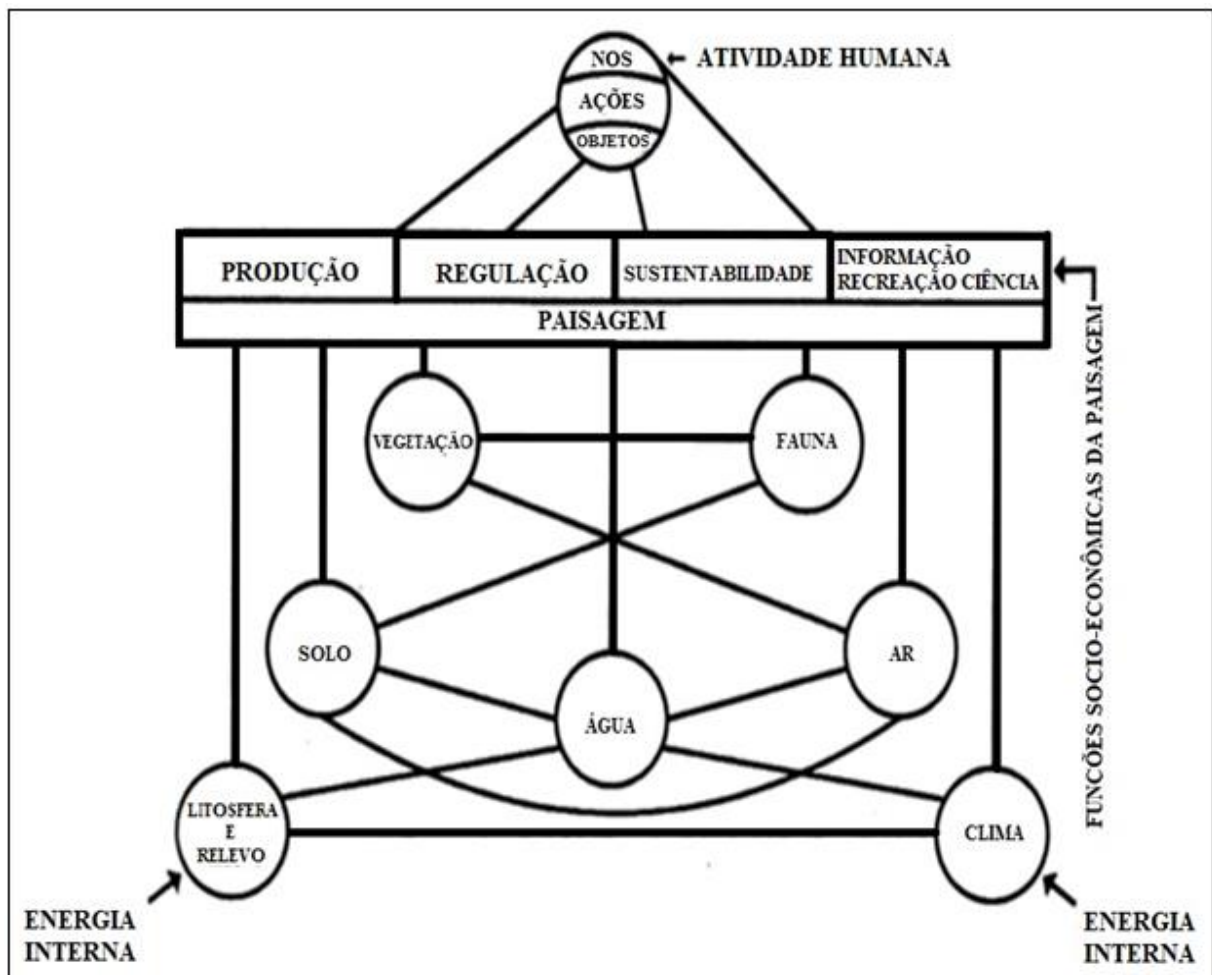 NOS
ATIVIDADE HUMANA
AÇÕES
OBJETOS
PRODUÇÃO
REGULAÇÃO
SUSTENTABILIDADE
INFORMAÇÃO
RECREAÇÃO CIÊNCIA
PAISAGEM
FUNCÕES SOCIO-ECONÔMICAS DA PAISAGEM
VEGETAÇÃO
FAUNA
SOLO
AR
ÁGUA
LITOSFERA
E
RELEVO
CLIMA
ENERGIA
INTERNA
ENERGIA
INTERNA